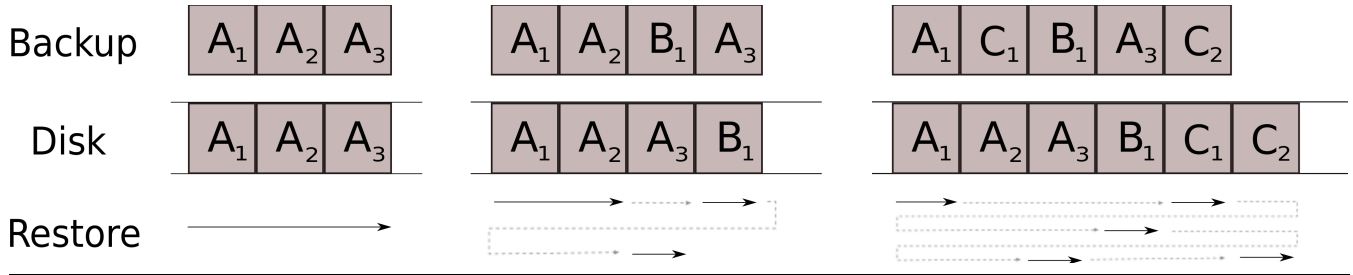 Backup A₁ A₂ A₃ A₁ A₂ B₁ A₃ A₁ C₁ B₁ A₃ C₂
Disk A₁ A₂ A₃ A₁ A₂ A₃ B₁ A₁ A₂ A₃ B₁ C₁ C₂
Restore